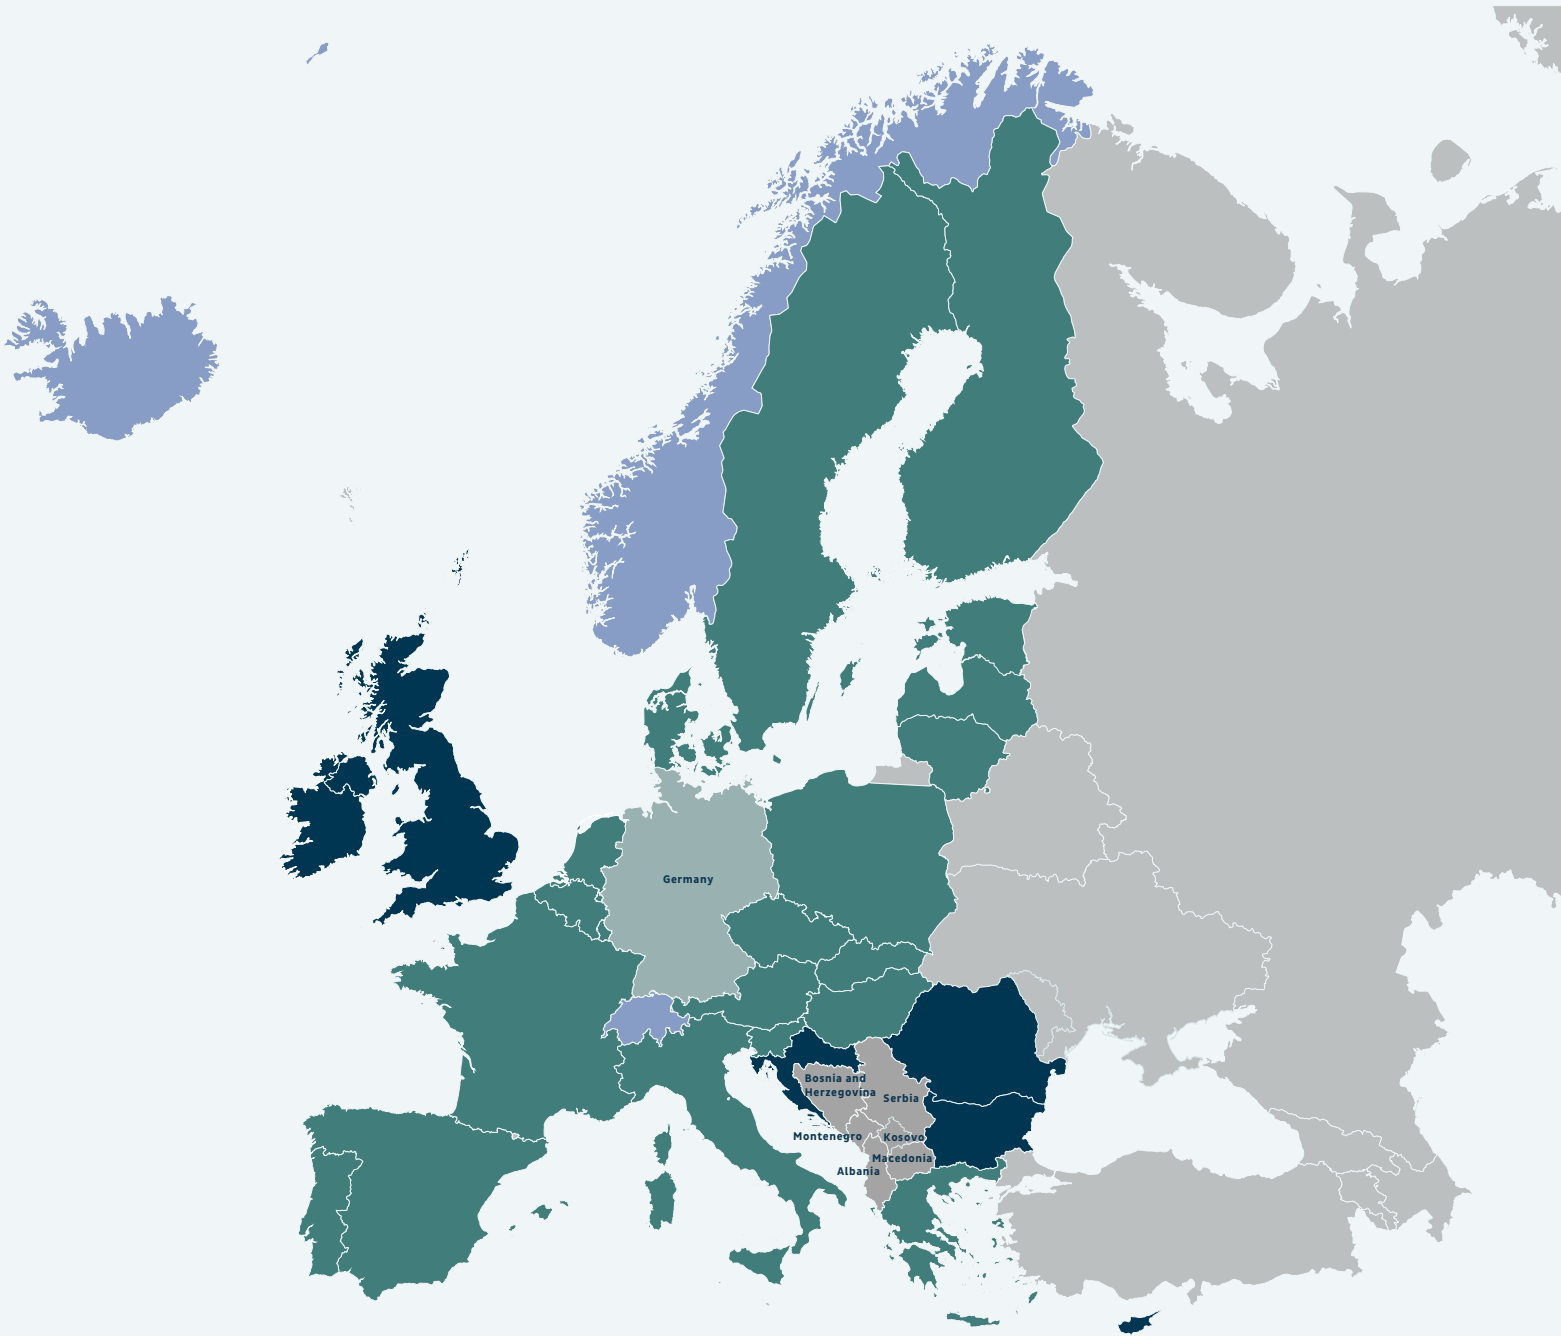 Germany
Bosnia and
Herzegovina
Serbia
Montenegro
Kosovo
Macedonia
Albania